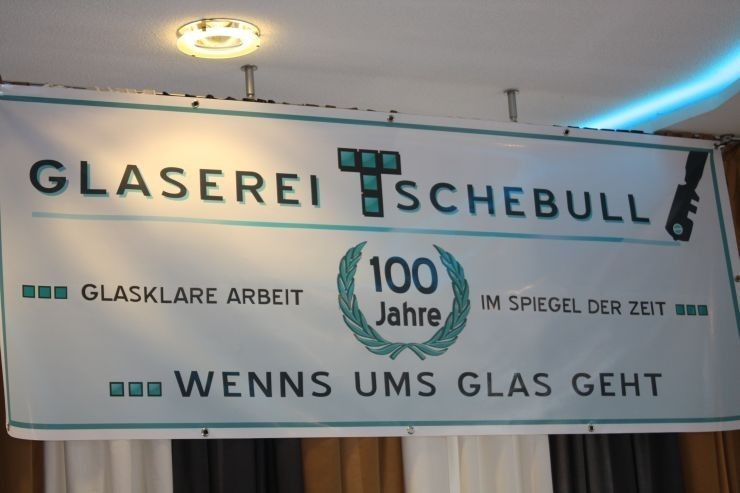 GLASEREI TSCHEBULL
GLASKLARE ARBEIT
100
Jahre
IM SPIEGEL DER ZEIT
WENNS UMS GLAS GEHT